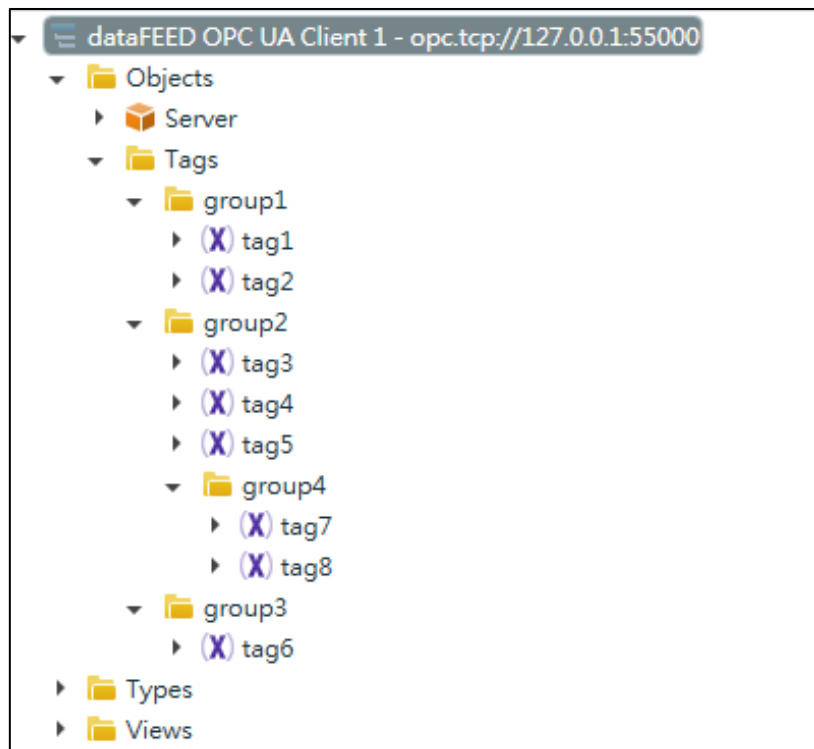 dataFEED OPC UA Client 1 - opc.tcp://127.0.0.1:55000
Objects
Server
Tags
group1
(X) tag1
(X) tag2
group2
(X) tag3
(X) tag4
(X) tag5
group4
(X) tag7
(X) tag8
group3
(X) tag6
Types
Views